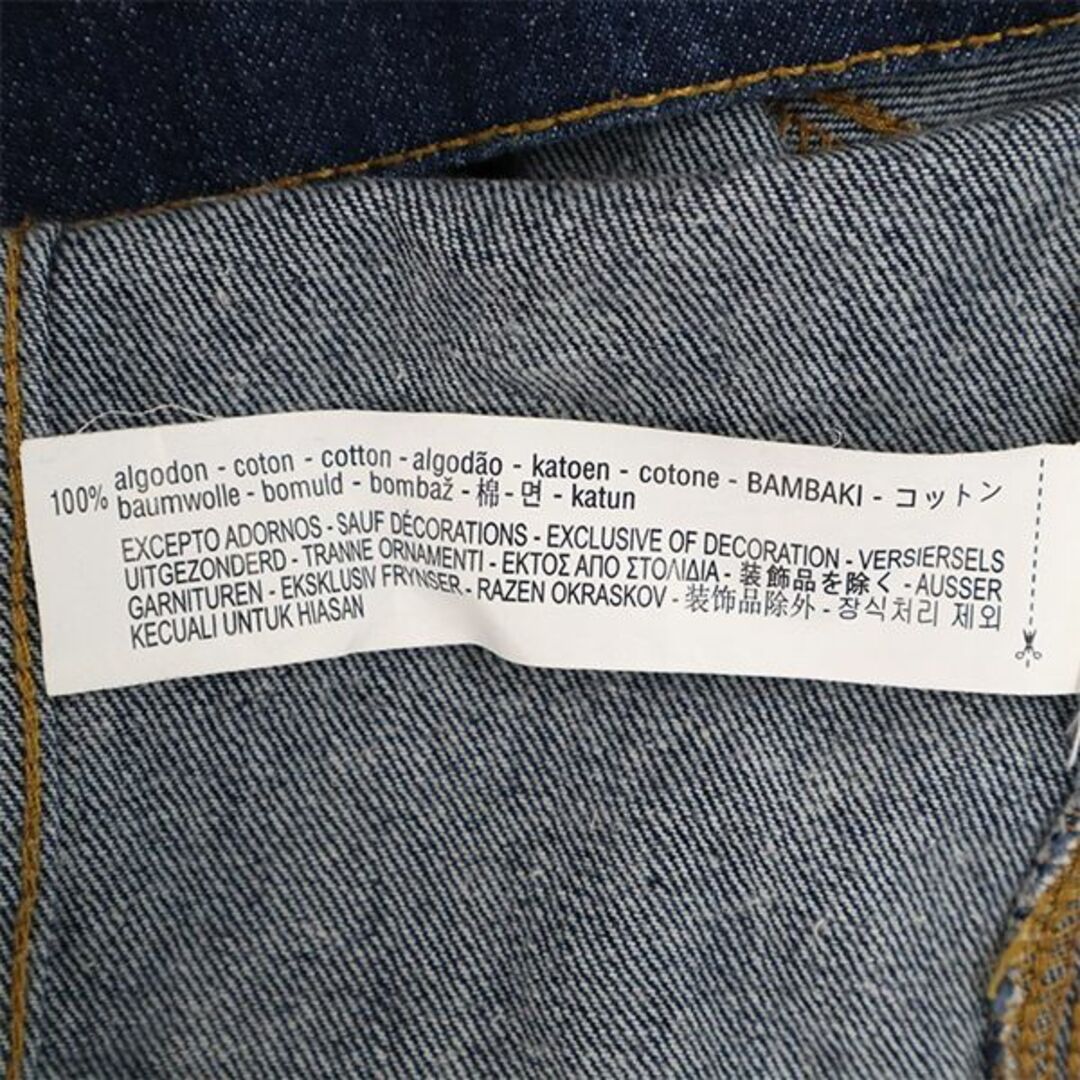 100% algodon - coton - cotton - algodão - katoen - cotone - BAMBAKI - コットン
baumwolle - bomuld - bombaž - 棉 - 면 - katun
EXCEPTO ADORNOS - SAUF DÉCORATIONS - EXCLUSIVE OF DECORATION - VERSIERSELS
UITGEZONDERD - TRANNE ORNAMENTI - ΕΚΤΟΣ ΑΠΟ ΣΤΟΛΙΔΙΑ - 装飾品を除く - AUSSER
GARNITUREN - EKSKLUSIV FRYNSER - RAZEN OKRASKOV - 装饰品除外 - 장식처리 제외
KECUALI UNTUK HIASAN